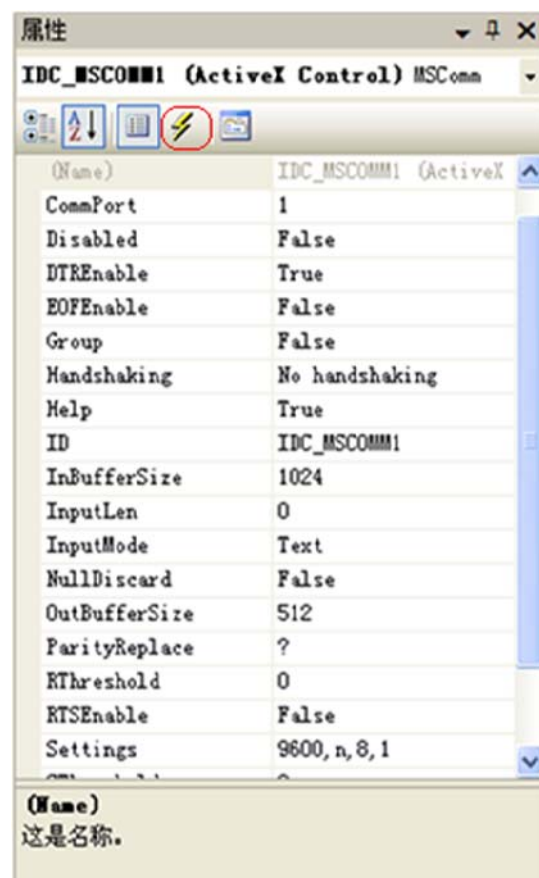 属性
IDC_MSCOMM1 (ActiveX Control) MSComm
(Name) IDC_MSCOMM1 (ActiveX
CommPort 1
Disabled False
DTREnable True
EOFEnable False
Group False
Handshaking No handshaking
Help True
ID IDC_MSCOMM1
InBufferSize 1024
InputLen 0
InputMode Text
NullDiscard False
OutBufferSize 512
ParityReplace ?
RThreshold 0
RTSEnable False
Settings 9600,n,8,1
(Name)
这是名称。